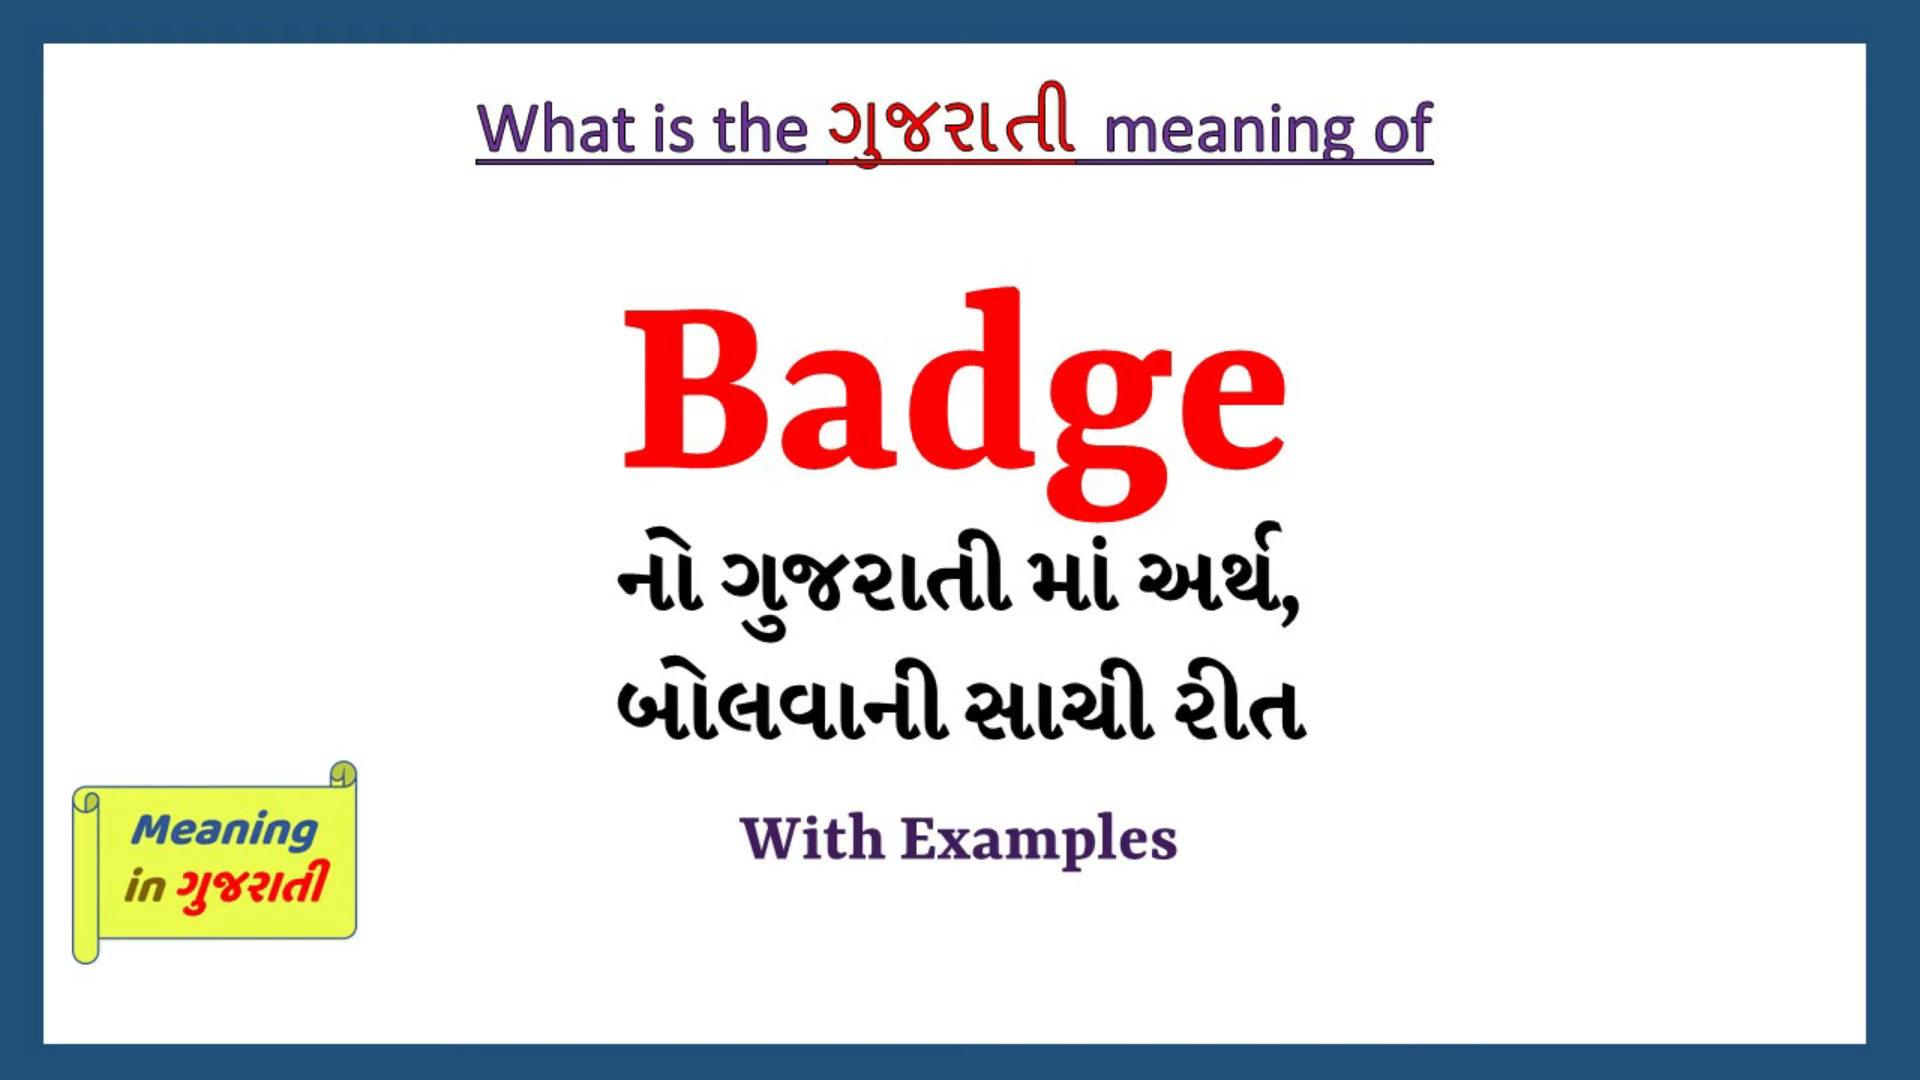 What is the ગુજરાતી meaning of
Badge
નો ગુજરાતી માં અર્થ,
બોલવાની સાચી રીત
With Examples
Meaning
in ગુજરાતી